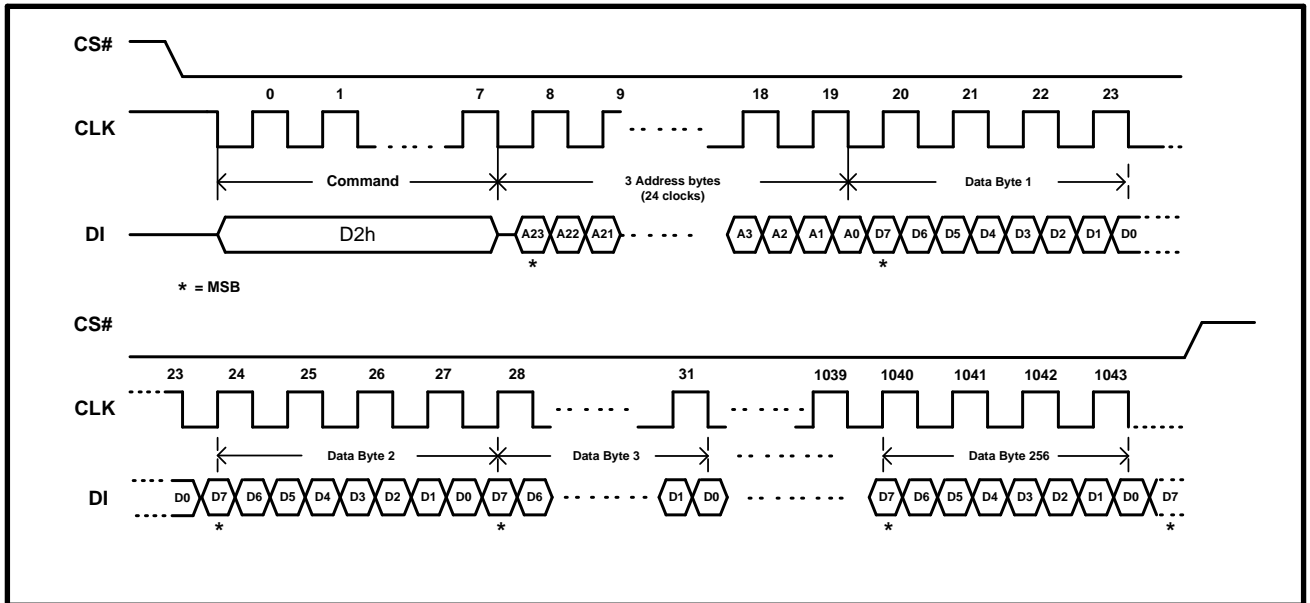 CS#
0 1 7 8 9 18 19 20 21 22 23
CLK
Command 3 Address bytes Data Byte 1
(24 clocks)
DI D2h A23 A22 A21 A3 A2 A1 A0 D7 D6 D5 D4 D3 D2 D1 D0
* *
* = MSB
CS#
23 24 25 26 27 28 31 1039 1040 1041 1042 1043
CLK
Data Byte 2 Data Byte 3 Data Byte 256
DI D0 D7 D6 D5 D4 D3 D2 D1 D0 D7 D6 D1 D0 D7 D6 D5 D4 D3 D2 D1 D0 D7
* * * *